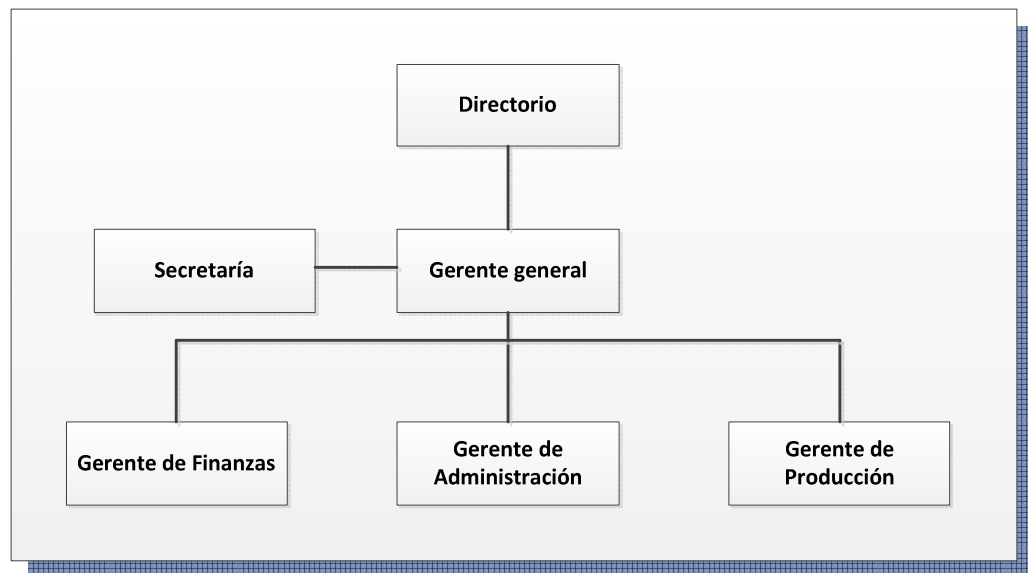 Directorio
Secretaría
Gerente general
Gerente de Finanzas
Gerente de
Administración
Gerente de
Producción